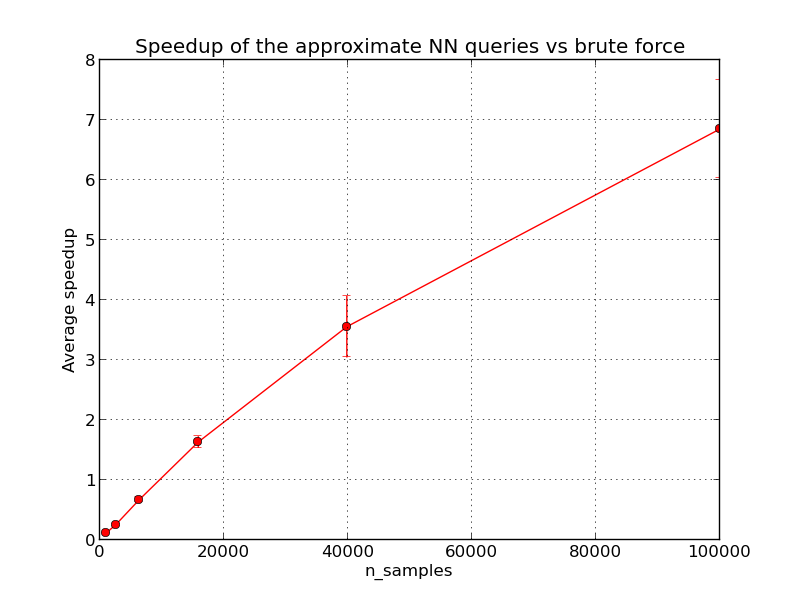 Speedup of the approximate NN queries vs brute force
8
7
6
5
4
3
2
1
0
Average speedup
0 20000 40000 60000 80000 100000
n_samples